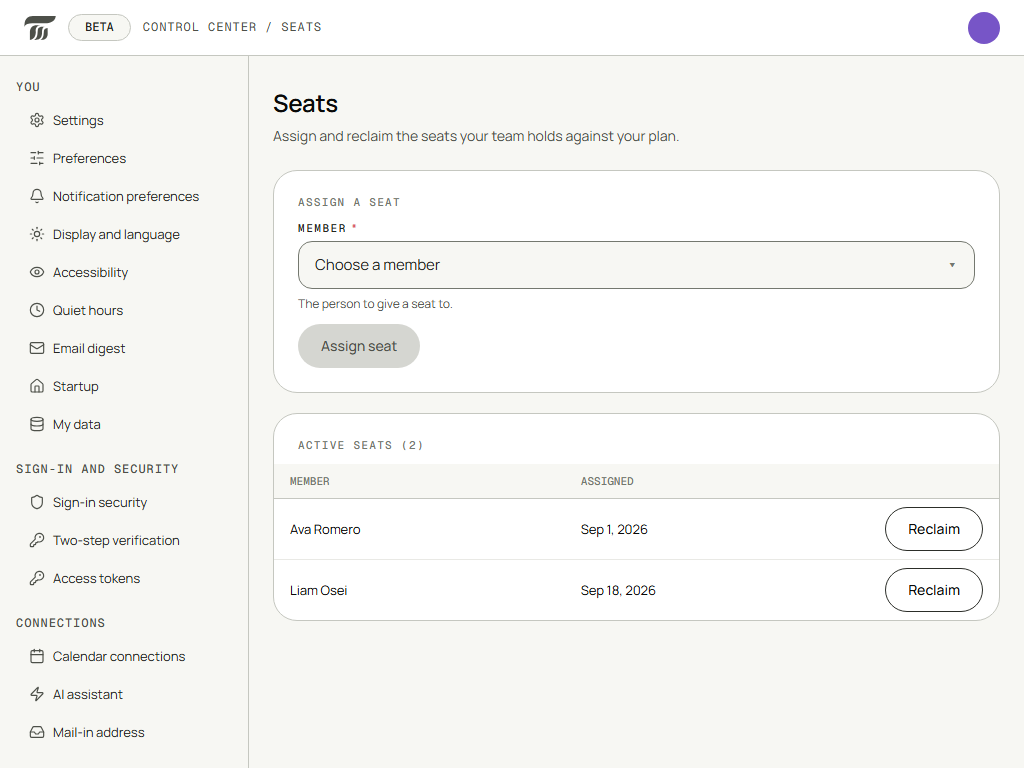 BETA
CONTROL CENTER / SEATS
YOU
Settings
Preferences
Notification preferences
Display and language
Accessibility
Quiet hours
Email digest
Startup
My data
SIGN-IN AND SECURITY
Sign-in security
Two-step verification
Access tokens
CONNECTIONS
Calendar connections
AI assistant
Mail-in address
Seats
Assign and reclaim the seats your team holds against your plan.
ASSIGN A SEAT
MEMBER *
Choose a member
The person to give a seat to.
Assign seat
ACTIVE SEATS (2)
MEMBER ASSIGNED
Ava Romero Sep 1, 2026 Reclaim
Liam Osei Sep 18, 2026 Reclaim